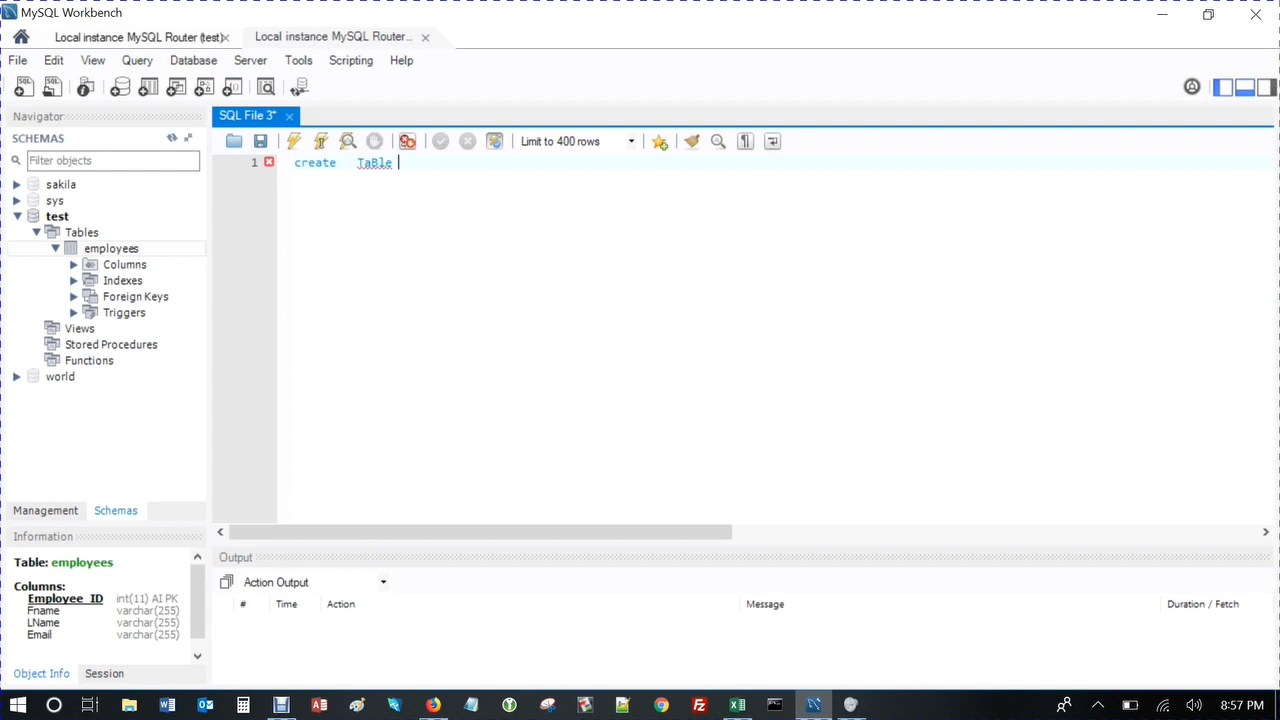 MySQL Workbench
Local instance MySQL Router (test)
Local instance MySQL Router...
File Edit View Query Database Server Tools Scripting Help
Navigator
SCHEMAS
Filter objects
sakila
sys
test
Tables
employees
Columns
Indexes
Foreign Keys
Triggers
Views
Stored Procedures
Functions
world
Management Schemas
Information
Table: employees
Columns:
Employee_ID int(11) AI PK
Fname varchar(255)
LName varchar(255)
Email varchar(255)
Object Info Session
SQL File 3*
Limit to 400 rows
1 create TaBle
Output
Action Output
# Time Action Message Duration / Fetch
8:57 PM